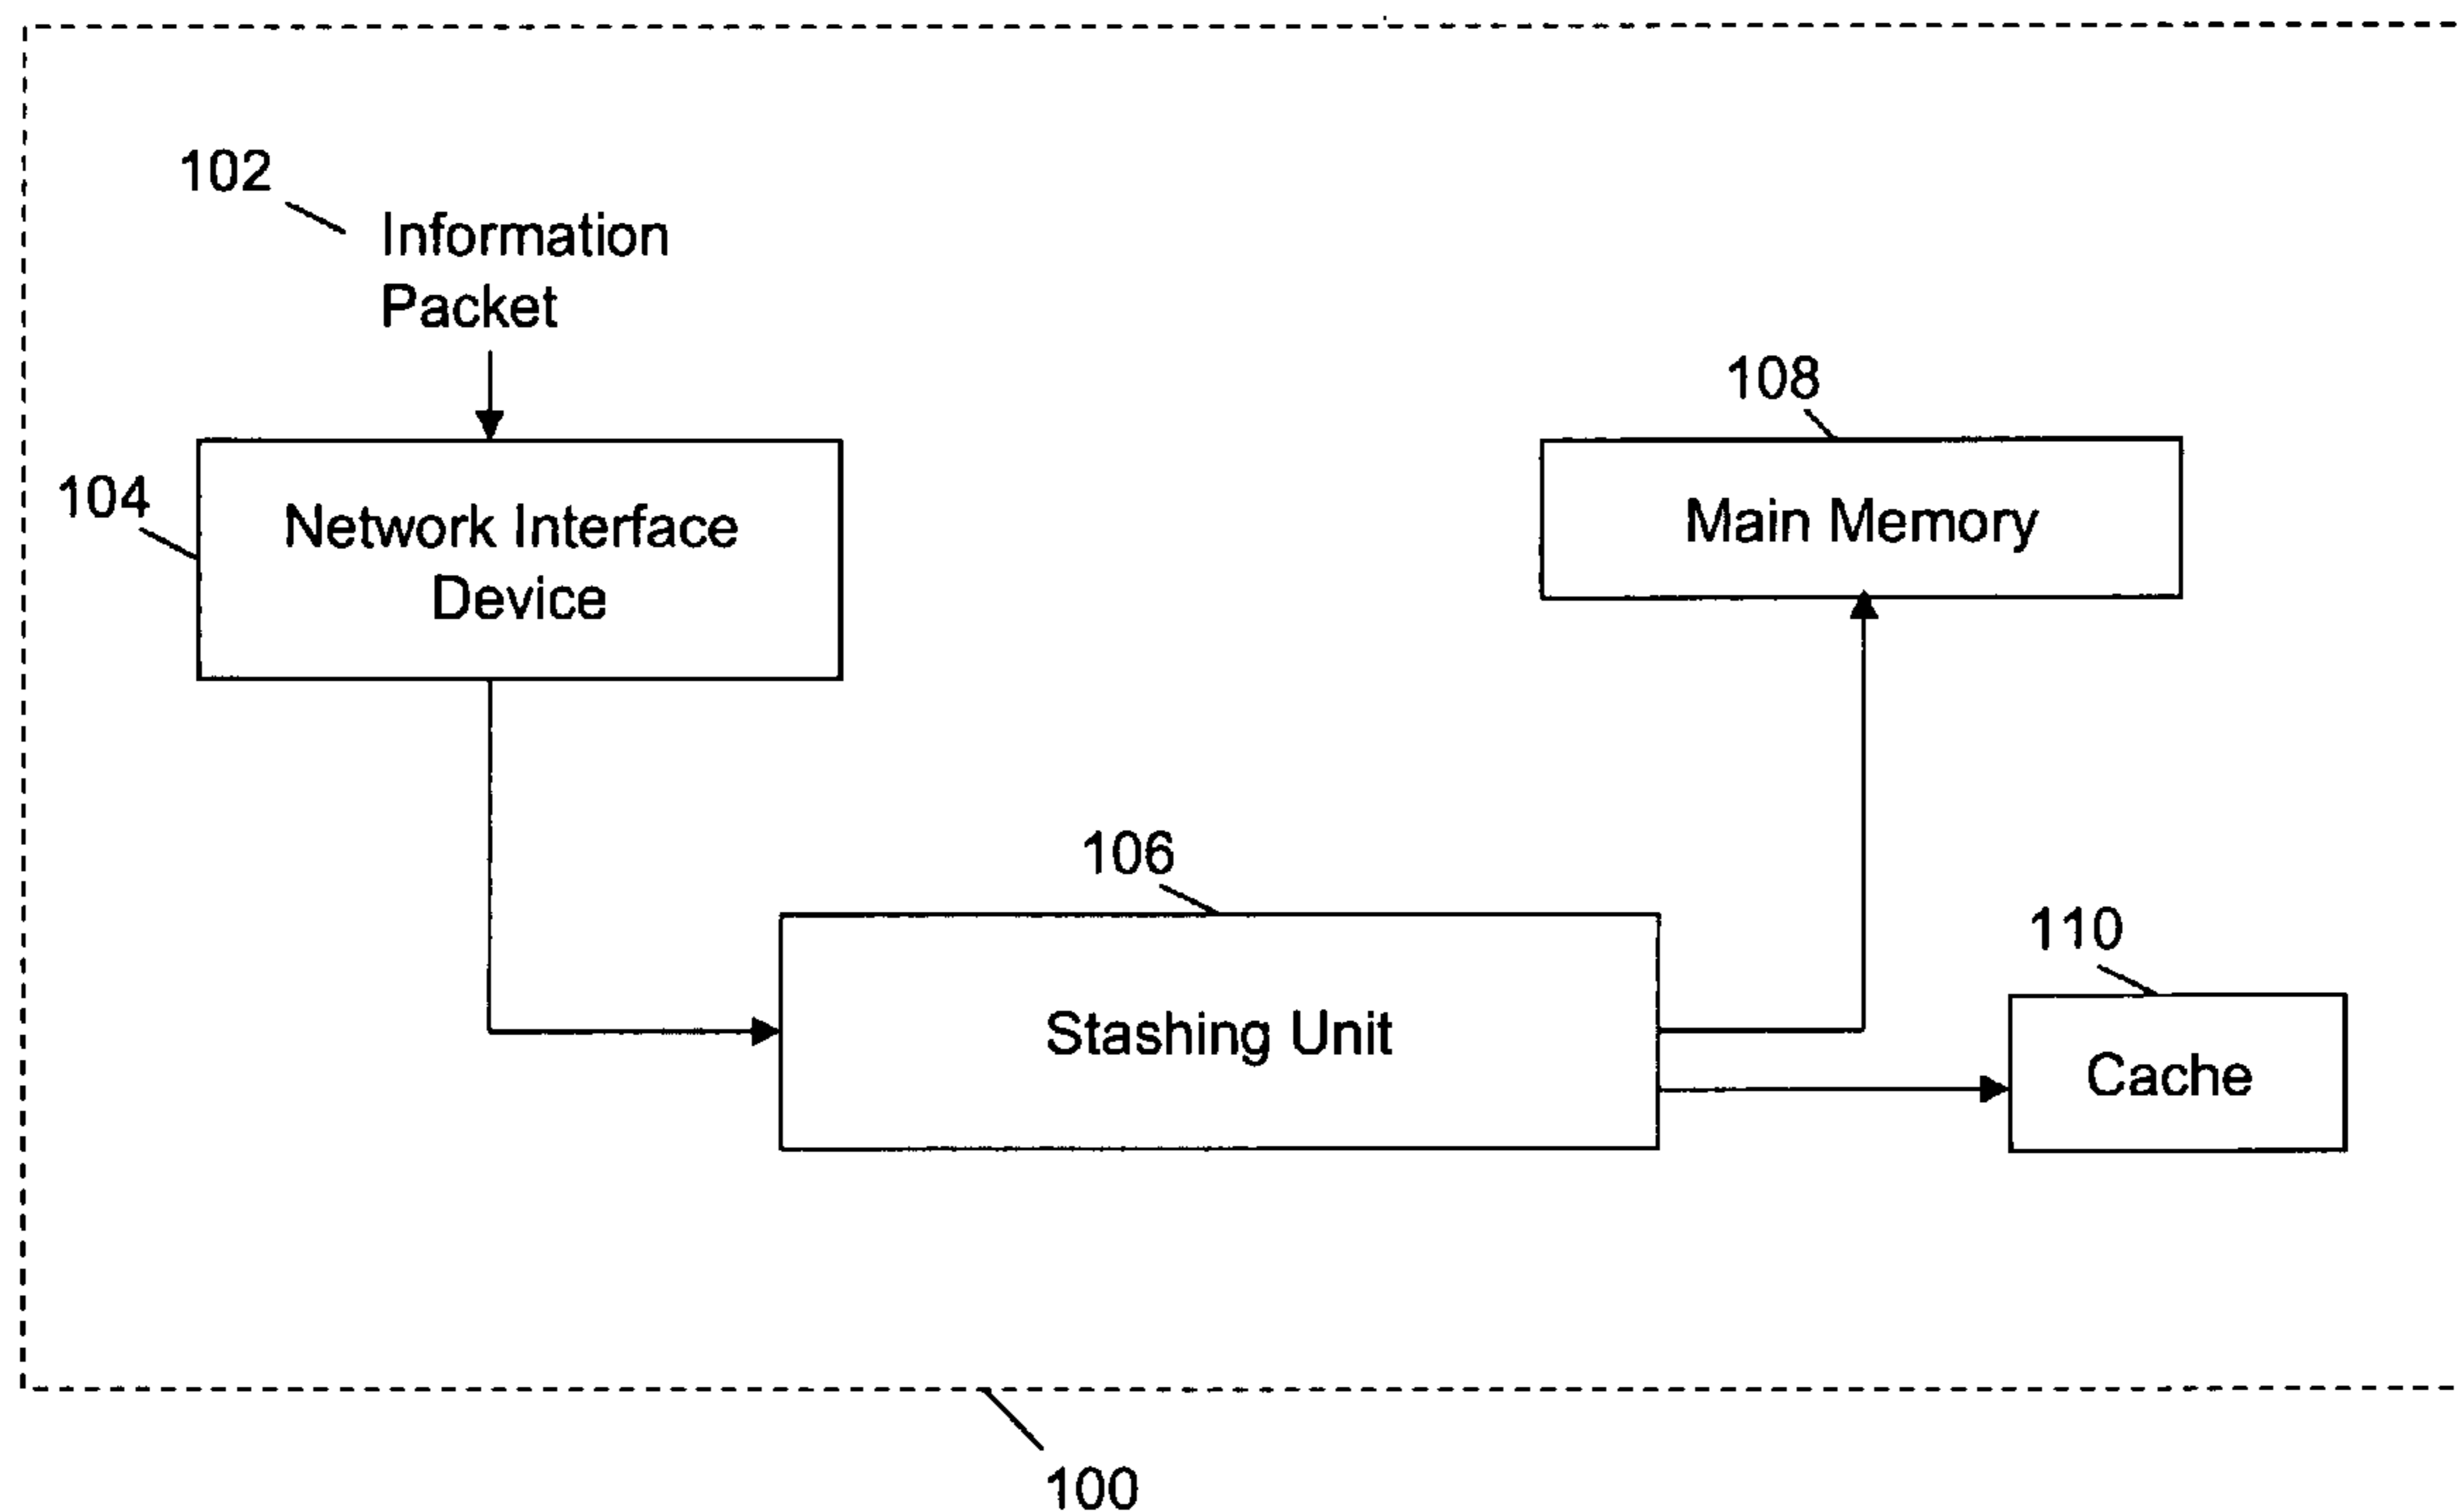 102
Information
Packet
108
104
Network Interface
Device
Main Memory
106
110
Stashing Unit
Cache
100